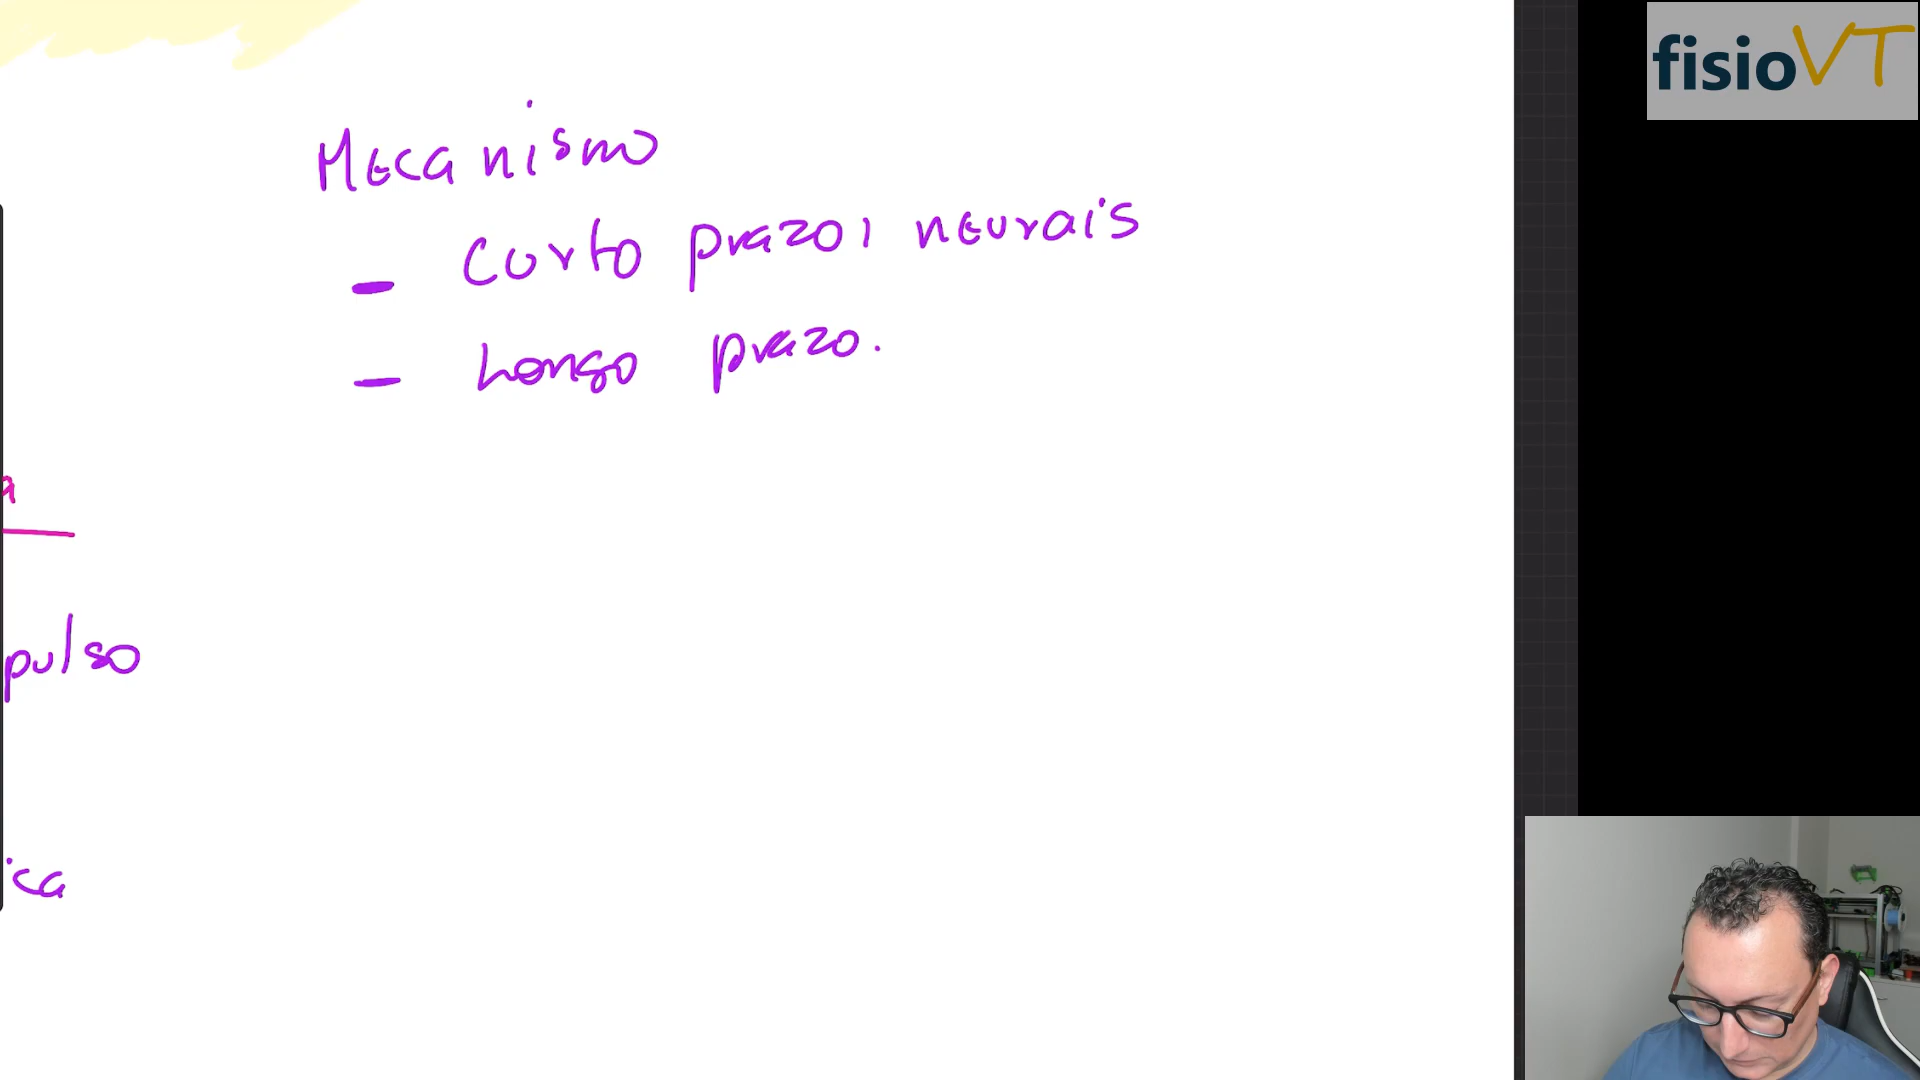 fisioVT
Mecanismo
- Curto prazo, neurais
- Longo prazo.
a
pulso
ica